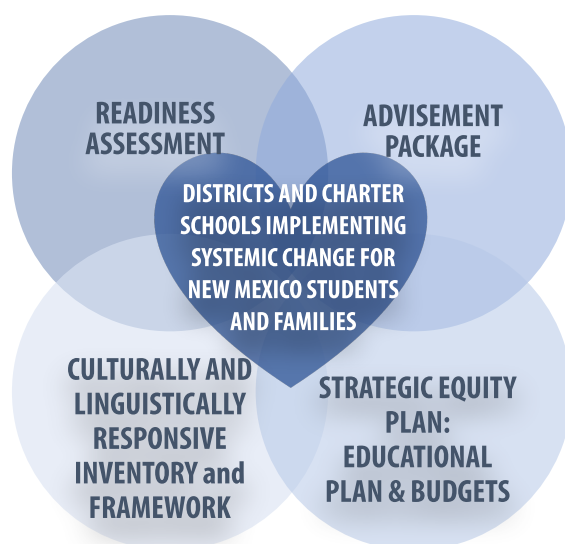 READINESS
ASSESSMENT
ADVISEMENT
PACKAGE
DISTRICTS AND CHARTER
SCHOOLS IMPLEMENTING
SYSTEMIC CHANGE FOR
NEW MEXICO STUDENTS
AND FAMILIES
CULTURALLY AND
LINGUISTICALLY
RESPONSIVE
INVENTORY and
FRAMEWORK
STRATEGIC EQUITY
PLAN:
EDUCATIONAL
PLAN & BUDGETS